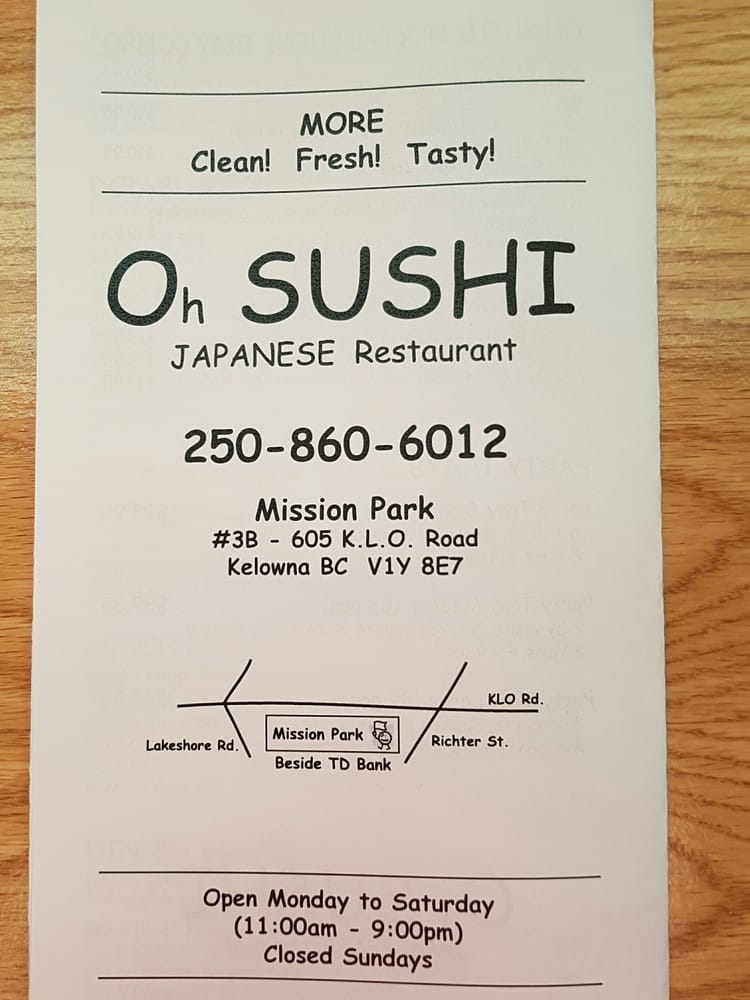 MORE
Clean! Fresh! Tasty!
Oh SUSHI
JAPANESE Restaurant
250-860-6012
Mission Park
#3B - 605 K.L.O. Road
Kelowna BC V1Y 8E7
KLO Rd.
Lakeshore Rd.
Mission Park
Richter St.
Beside TD Bank
Open Monday to Saturday
(11:00am - 9:00pm)
Closed Sundays